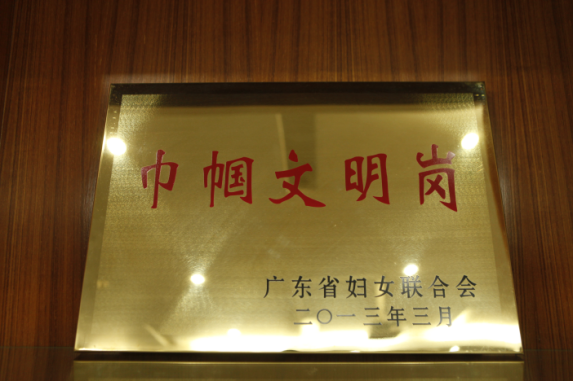 巾帼文明岗
广东省妇女联合会
二〇一三年三月